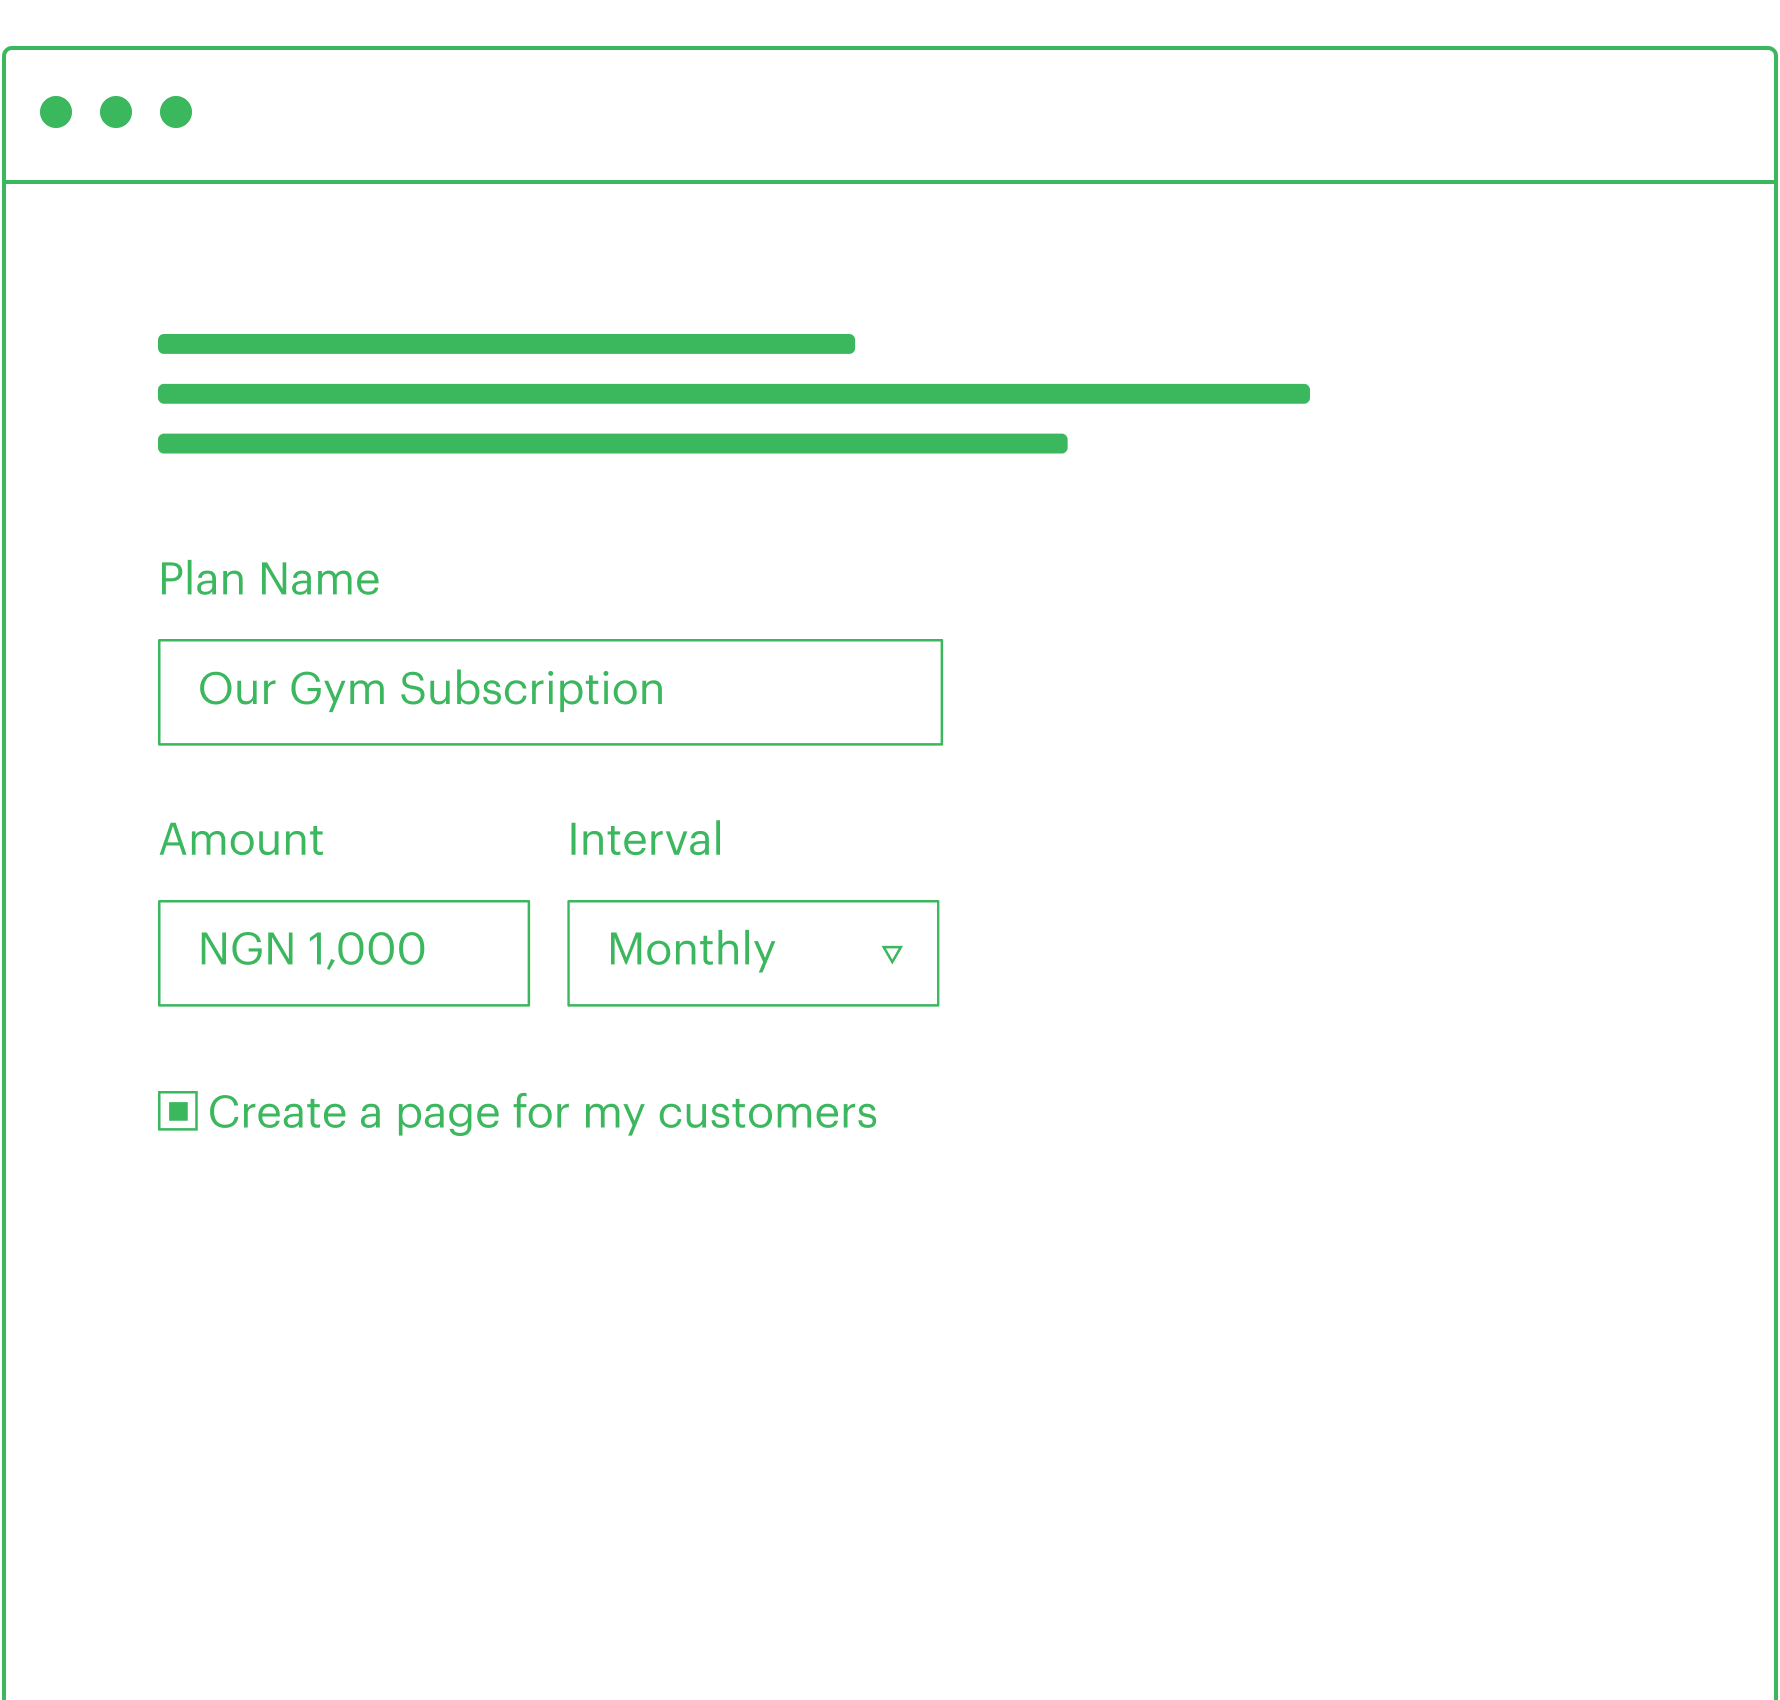 Plan Name
Our Gym Subscription
Amount
Interval
NGN 1,000
Monthly
Create a page for my customers